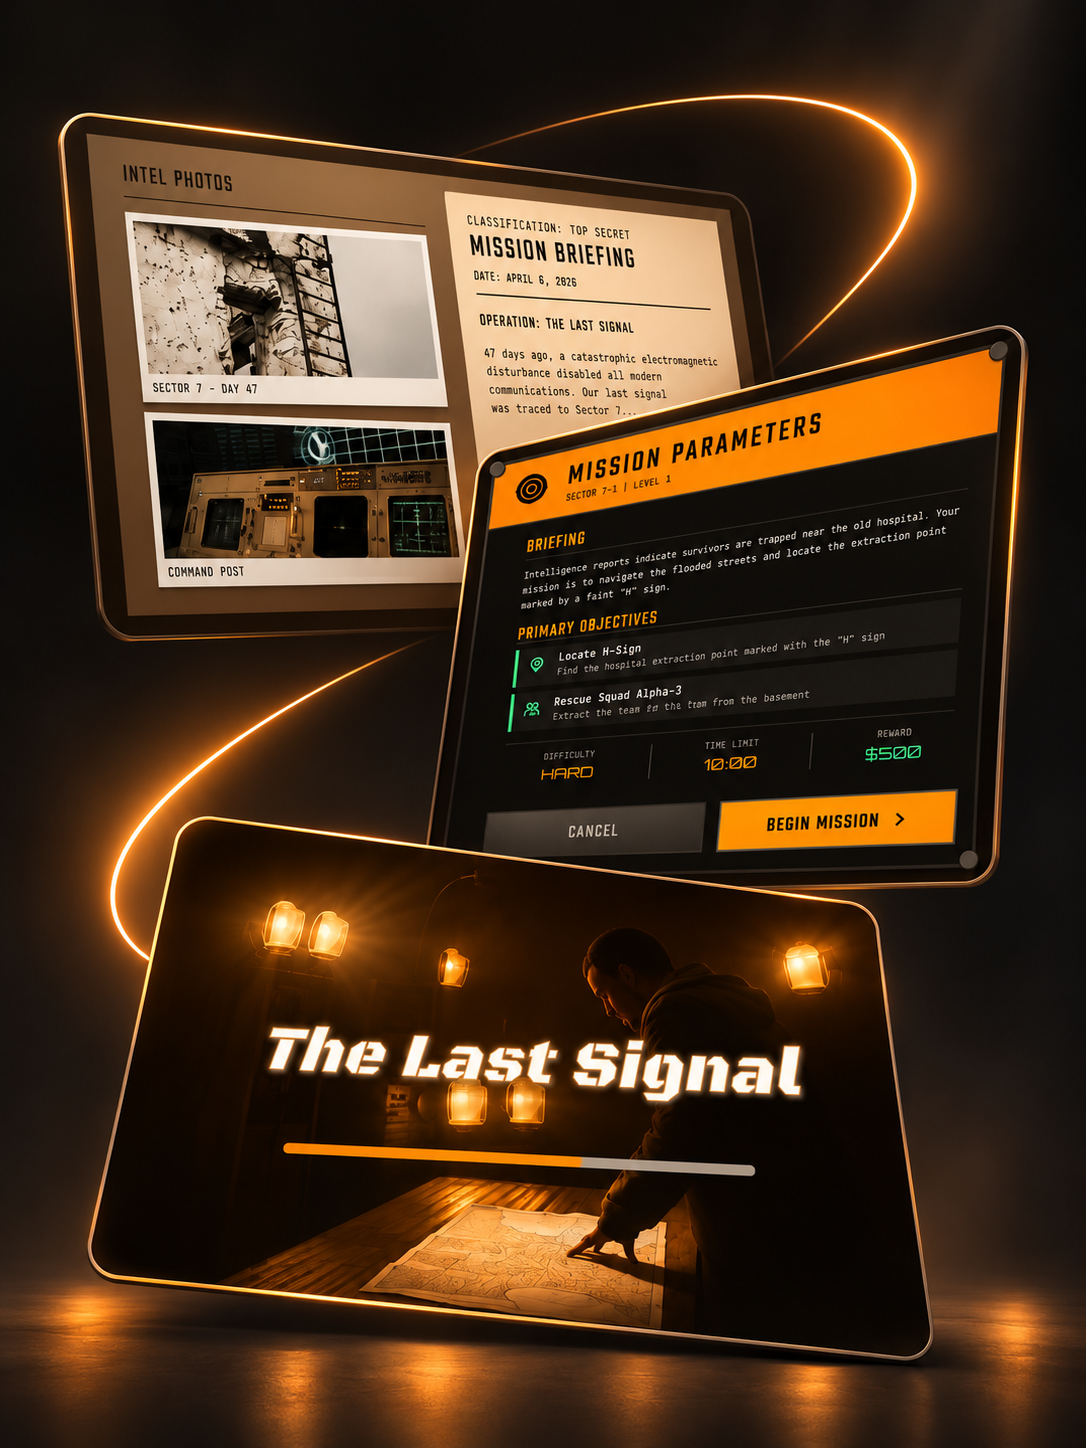 INTEL PHOTOS
SECTOR 7 - DAY 47
COMMAND POST
CLASSIFICATION: TOP SECRET
MISSION BRIEFING
DATE: APRIL 6, 2026
OPERATION: THE LAST SIGNAL
47 days ago, a catastrophic electromagnetic
disturbance disabled all modern
communications. Our last signal
was traced to Sector 7...
MISSION PARAMETERS
SECTOR 7-1 | LEVEL 1
BRIEFING
Intelligence reports indicate survivors are trapped near the old hospital. Your
mission is to navigate the flooded streets and locate the extraction point
marked by a faint "H" sign.
PRIMARY OBJECTIVES
Locate H-Sign
Find the hospital extraction point marked with the "H" sign
Rescue Squad Alpha-3
Extract the team the from the basement
DIFFICULTY
HARD
TIME LIMIT
10:00
REWARD
$500
CANCEL
BEGIN MISSION >
The Last Signal